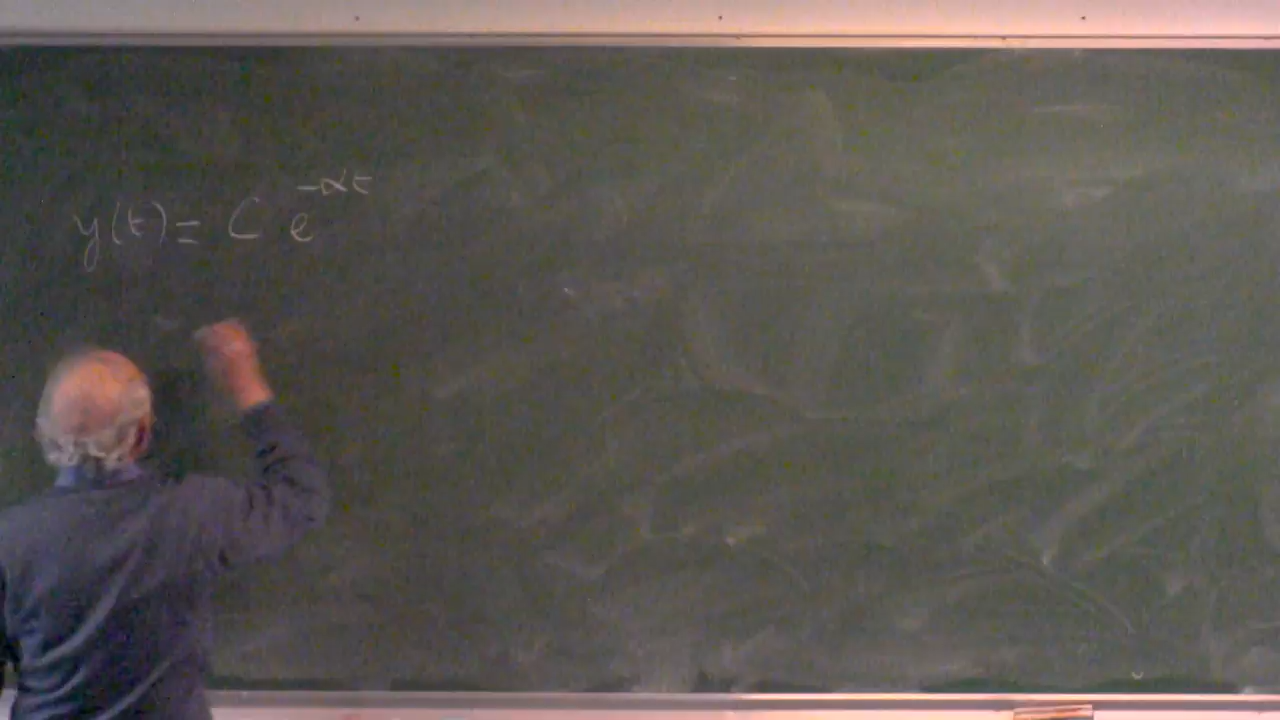 y(t) = C e^{-αt}